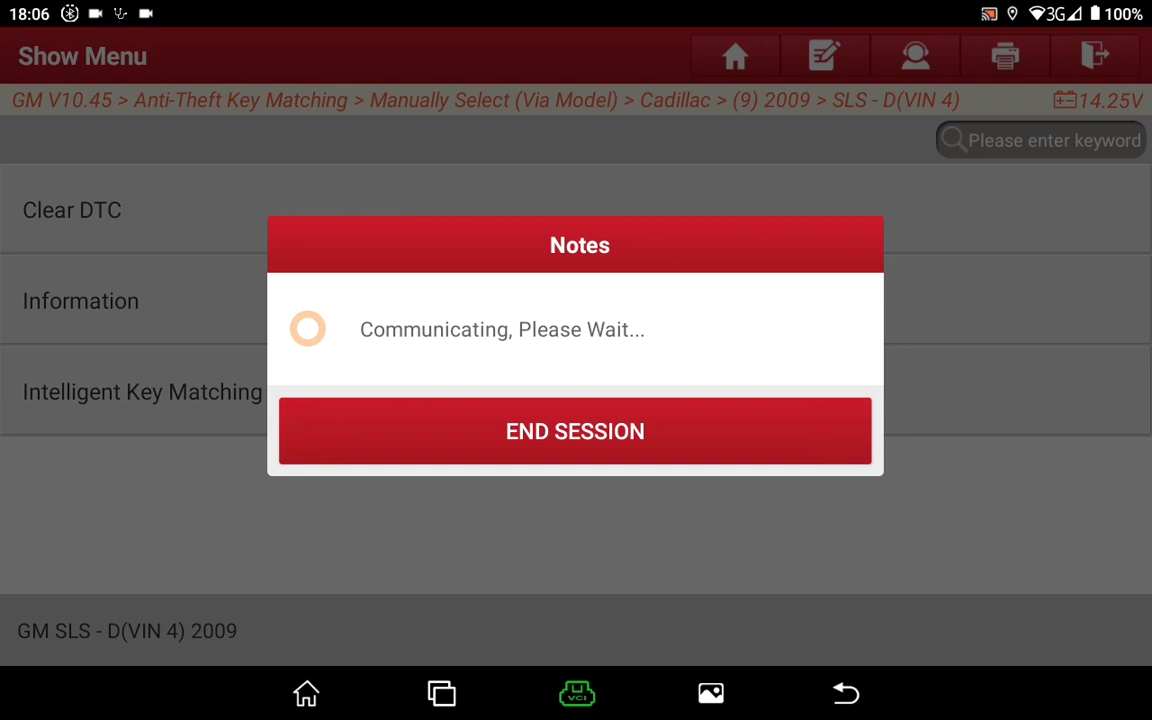 18:06 3G 100%
Show Menu
GM V10.45 > Anti-Theft Key Matching > Manually Select (Via Model) > Cadillac > (9) 2009 > SLS - D(VIN 4) 14.25V
Please enter keyword
Clear DTC
Notes
Information
Communicating, Please Wait...
Intelligent Key Matching
END SESSION
GM SLS - D(VIN 4) 2009
VCI